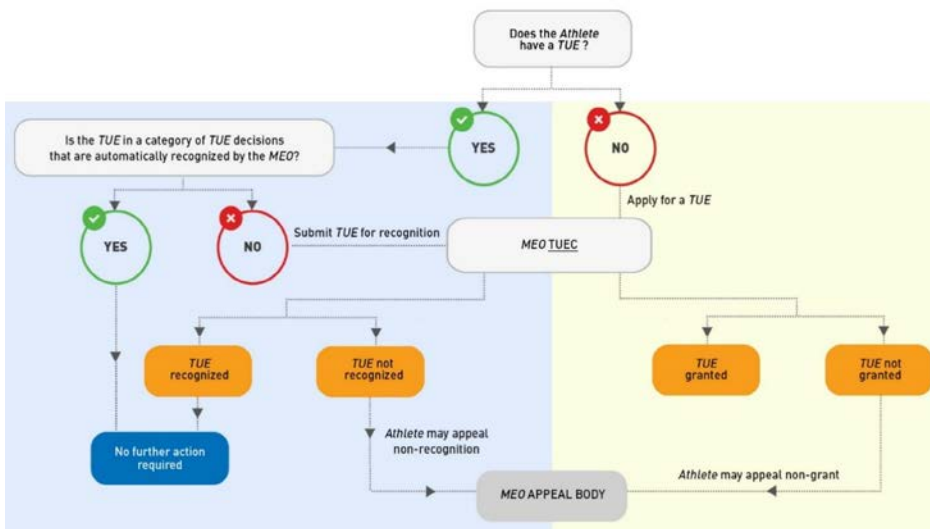 Does the Athlete
have a TUE ?
YES
NO
Is the TUE in a category of TUE decisions
that are automatically recognized by the MEO?
Apply for a TUE
YES
NO
Submit TUE for recognition
MEO TUEC
TUE
recognized
TUE not
recognized
TUE
granted
TUE not
granted
No further action
required
Athlete may appeal
non-recognition
MEO APPEAL BODY
Athlete may appeal non-grant